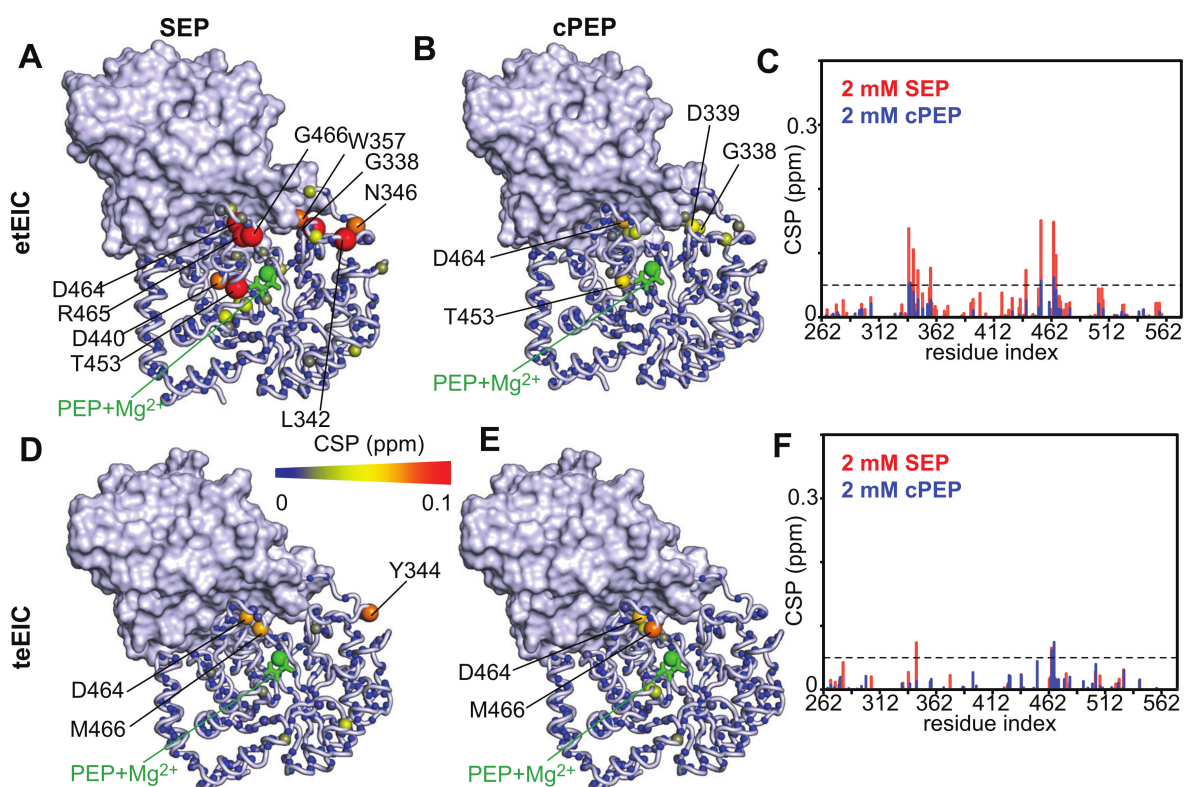 SEP
cPEP
A
B
C
etEIC
G466
W357
G338
N346
D464
R465
D440
T453
PEP+Mg²⁺
L342
D339
G338
D464
T453
PEP+Mg²⁺
2 mM SEP
2 mM cPEP
CSP (ppm)
0.3
0
262 312 362 412 462 512 562
residue index
CSP (ppm)
0 0.1
D
E
F
teEIC
Y344
D464
M466
PEP+Mg²⁺
D464
M466
PEP+Mg²⁺
2 mM SEP
2 mM cPEP
CSP (ppm)
0.3
0
262 312 362 412 462 512 562
residue index